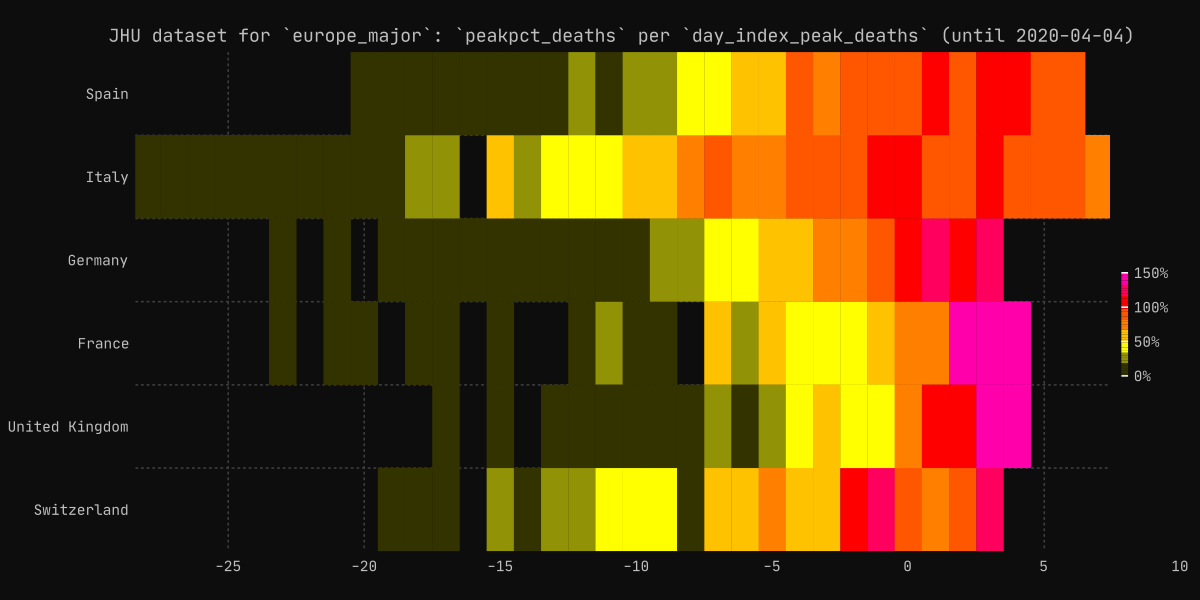 JHU dataset for `europe_major`: `peakpct_deaths` per `day_index_peak_deaths` (until 2020-04-04)
Spain
Italy
Germany
France
United Kingdom
Switzerland
150%
100%
50%
0%
−25
−20
−15
−10
−5
0
5
10